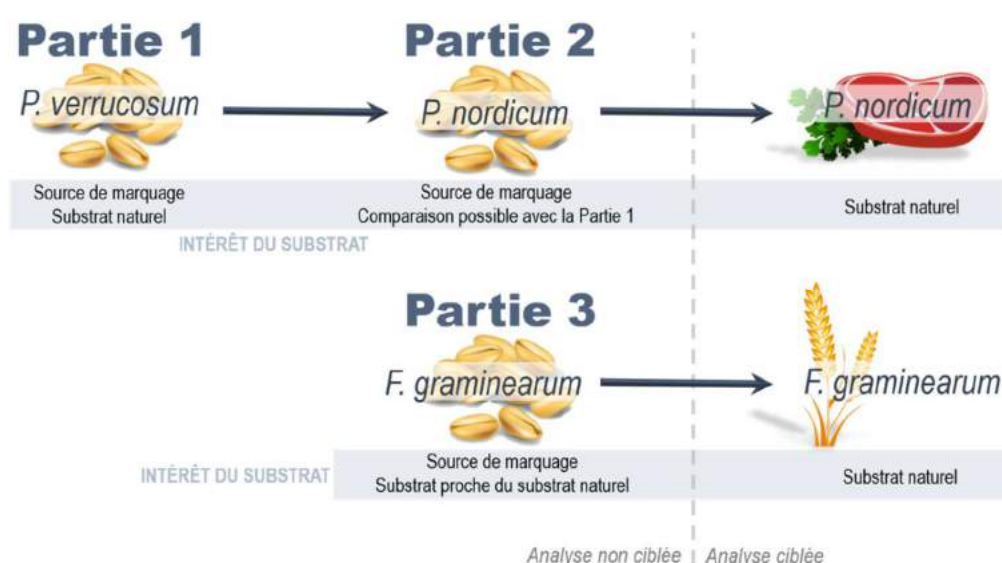 Partie 1
Partie 2
P. verrucosum
P. nordicum
P. nordicum
Source de marquage
Substrat naturel
Source de marquage
Comparaison possible avec la Partie 1
Substrat naturel
INTÉRÊT DU SUBSTRAT
Partie 3
F. graminearum
F. graminearum
INTÉRÊT DU SUBSTRAT
Source de marquage
Substrat proche du substrat naturel
Substrat naturel
Analyse non ciblée
Analyse ciblée